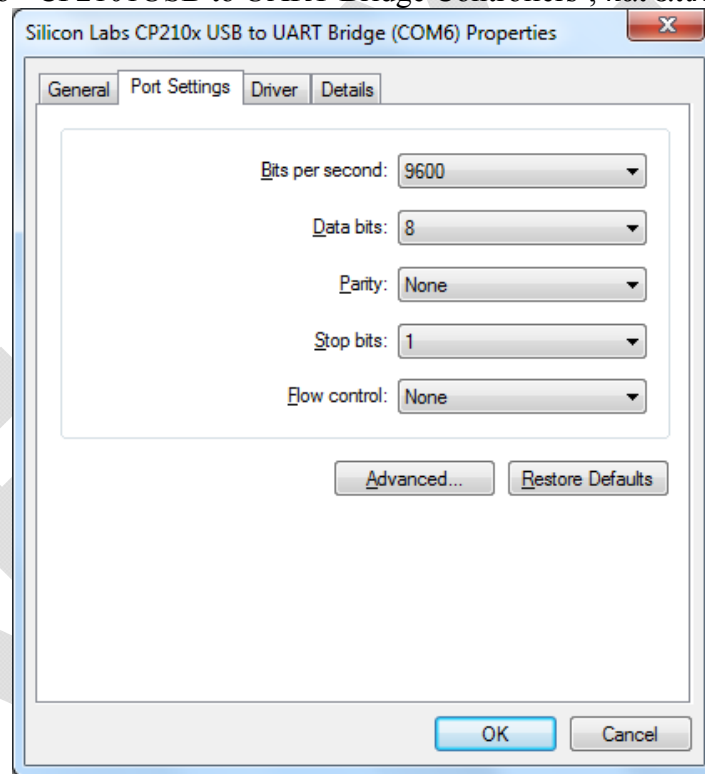 Silicon Labs CP210x USB to UART Bridge (COM6) Properties
General Port Settings Driver Details
Bits per second: 9600
Data bits: 8
Parity: None
Stop bits: 1
Flow control: None
Advanced... Restore Defaults
OK Cancel